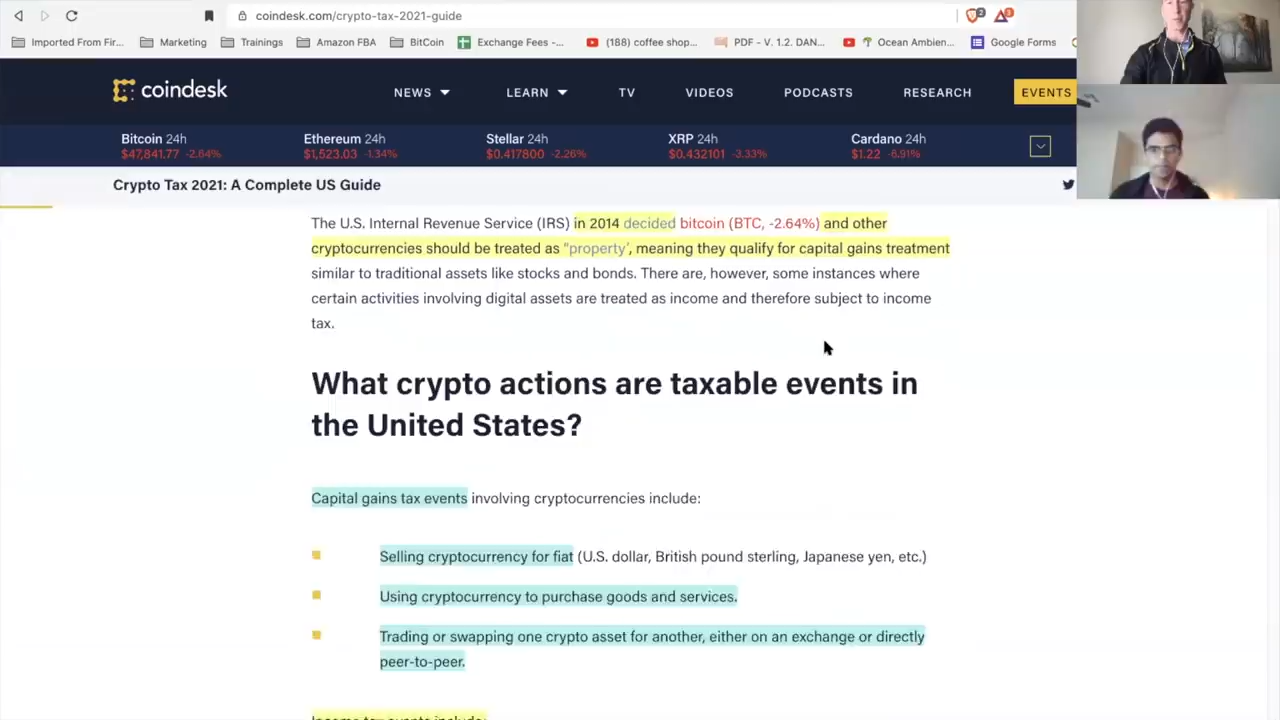 coindesk.com/crypto-tax-2021-guide
2
Imported From Fir... Marketing Trainings Amazon FBA BitCoin Exchange Fees -... (188) coffee shop... PDF - V. 1.2. DAN... Ocean Ambien... Google Forms
coindesk NEWS LEARN TV VIDEOS PODCASTS RESEARCH EVENTS
Bitcoin 24h Ethereum 24h Stellar 24h XRP 24h Cardano 24h
$47,841.77 -2.64% $1,523.03 -1.34% $0.417800 -2.26% $0.432101 -3.33% $1.22 -6.91%
Crypto Tax 2021: A Complete US Guide
The U.S. Internal Revenue Service (IRS) in 2014 decided bitcoin (BTC, -2.64%) and other
cryptocurrencies should be treated as “property’, meaning they qualify for capital gains treatment
similar to traditional assets like stocks and bonds. There are, however, some instances where
certain activities involving digital assets are treated as income and therefore subject to income
tax.
What crypto actions are taxable events in
the United States?
Capital gains tax events involving cryptocurrencies include:
Selling cryptocurrency for fiat (U.S. dollar, British pound sterling, Japanese yen, etc.)
Using cryptocurrency to purchase goods and services.
Trading or swapping one crypto asset for another, either on an exchange or directly
peer-to-peer.
Income tax events include: